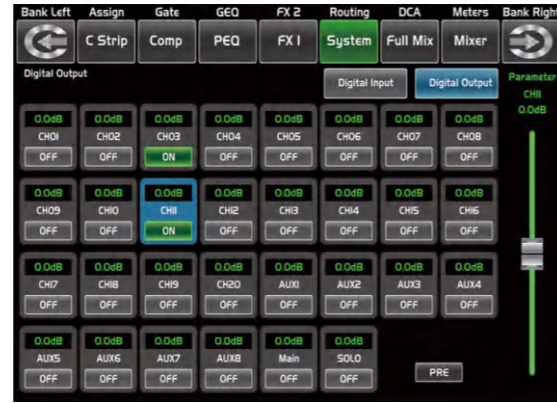 Bank Left Assign Gate GEQ FX 2 Routing DCA Meters Bank Righ
C Strip Comp PEQ FX 1 System Full Mix Mixer
Digital Output Digital Input Digital Output Parameter
CH11
0.0dB
0.0dB 0.0dB 0.0dB 0.0dB 0.0dB 0.0dB 0.0dB 0.0dB
CH01 CH02 CH03 CH04 CH05 CH06 CH07 CH08
OFF OFF ON OFF OFF OFF OFF OFF
0.0dB 0.0dB 0.0dB 0.0dB 0.0dB 0.0dB 0.0dB 0.0dB
CH09 CH10 CH11 CH12 CH13 CH14 CH15 CH16
OFF OFF ON OFF OFF OFF OFF OFF
0.0dB 0.0dB 0.0dB 0.0dB 0.0dB 0.0dB 0.0dB 0.0dB
CH17 CH18 CH19 CH20 AUX1 AUX2 AUX3 AUX4
OFF OFF OFF OFF OFF OFF OFF OFF
0.0dB 0.0dB 0.0dB 0.0dB 0.0dB 0.0dB
AUX5 AUX6 AUX7 AUX8 Main SOLO
OFF OFF OFF OFF OFF OFF PRE